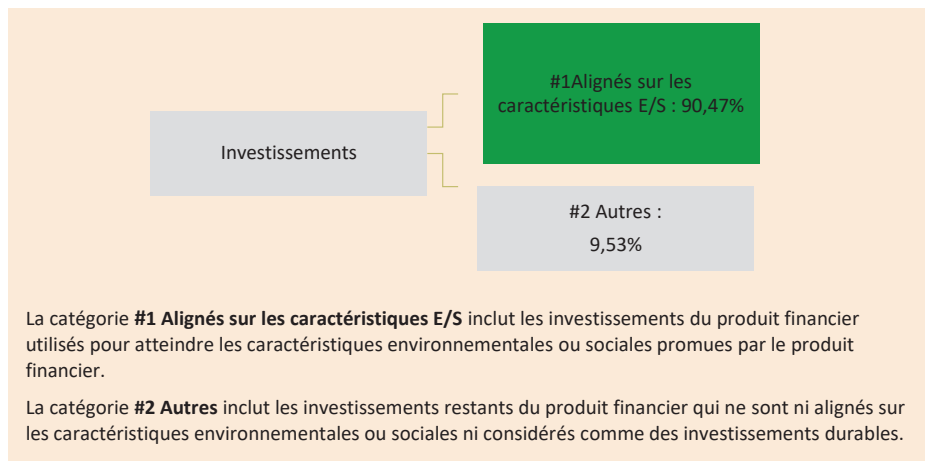 #1Alignés sur les
caractéristiques E/S : 90,47%
Investissements
#2 Autres :
9,53%
La catégorie #1 Alignés sur les caractéristiques E/S inclut les investissements du produit financier
utilisés pour atteindre les caractéristiques environnementales ou sociales promues par le produit
financier.
La catégorie #2 Autres inclut les investissements restants du produit financier qui ne sont ni alignés sur
les caractéristiques environnementales ou sociales ni considérés comme des investissements durables.